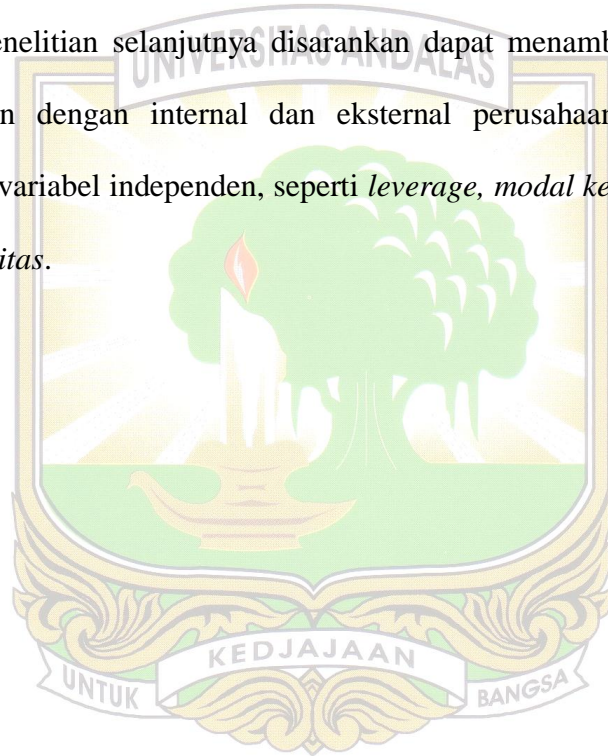 enelitian selanjutnya disarankan dapat menamb
UNIVERSITAS ANDALAS
n dengan internal dan eksternal perusahaan
variabel independen, seperti leverage, modal ke
itas.
KEDJAJAAN
UNTUK BANGSA